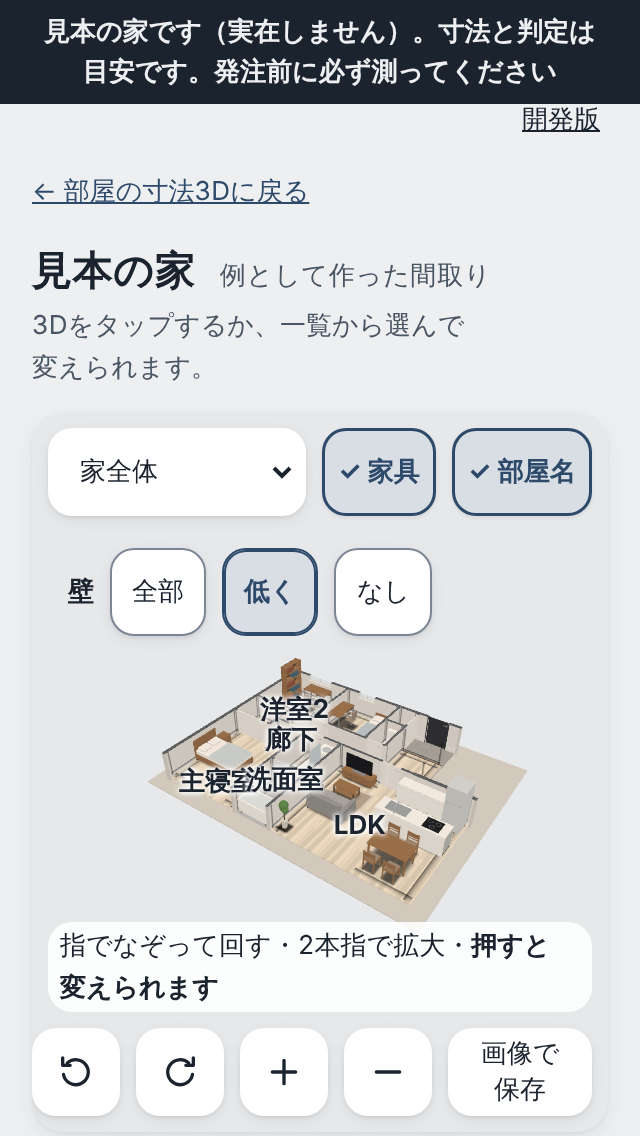 見本の家です（実在しません）。寸法と判定は
目安です。発注前に必ず測ってください
開発版
← 部屋の寸法3Dに戻る
見本の家 例として作った間取り
3Dをタップするか、一覧から選んで
変えられます。
家全体 ✓ 家具 ✓ 部屋名
壁 全部 低く なし
洋室2
廊下
主寝室 洗面室
LDK
指でなぞって回す・2本指で拡大・押すと
変えられます
画像で
保存